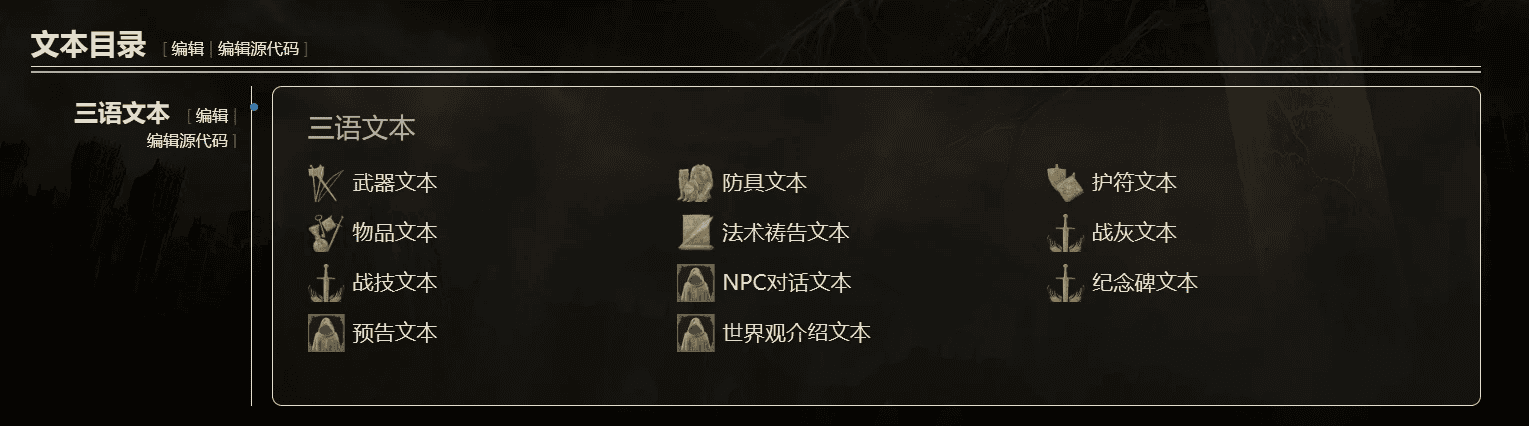 文本目录 [ 编辑 | 编辑源代码 ]
三语文本 [ 编辑 |
编辑源代码 ]
三语文本
武器文本 防具文本 护符文本
物品文本 法术祷告文本 战灰文本
战技文本 NPC对话文本 纪念碑文本
预告文本 世界观介绍文本